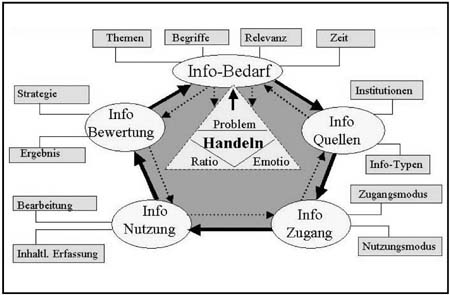 Themen
Begriffe
Relevanz
Zeit
Info-Bedarf
Strategie
Ergebnis
Info
Bewertung
Institutionen
Info-Typen
Info
Quellen
Problem
Handeln
Ratio
Emotio
Bearbeitung
Inhaltl. Erfassung
Info
Nutzung
Info
Zugang
Zugangsmodus
Nutzungsmodus